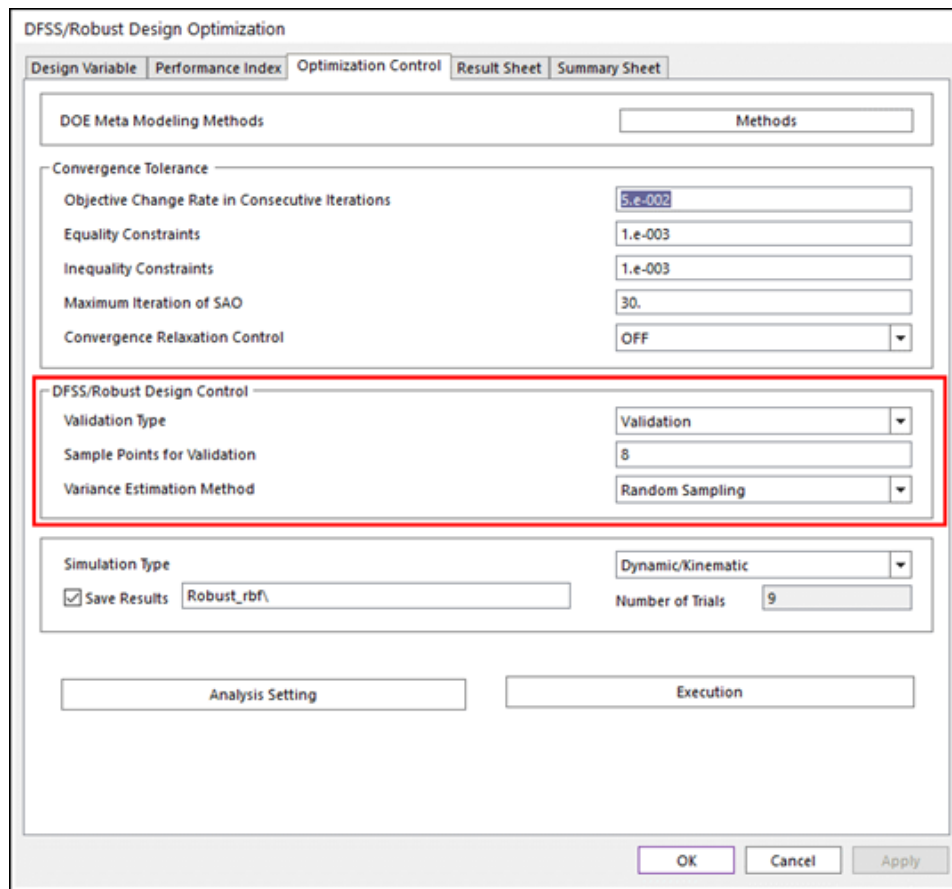 DFSS/Robust Design Optimization
Design Variable Performance Index Optimization Control Result Sheet Summary Sheet
DOE Meta Modeling Methods Methods
Convergence Tolerance
Objective Change Rate in Consecutive Iterations 5.e-002
Equality Constraints 1.e-003
Inequality Constraints 1.e-003
Maximum Iteration of SAO 30.
Convergence Relaxation Control OFF
DFSS/Robust Design Control
Validation Type Validation
Sample Points for Validation 8
Variance Estimation Method Random Sampling
Simulation Type Dynamic/Kinematic
Save Results Robust_rbf\ Number of Trials 9
Analysis Setting Execution
OK Cancel Apply